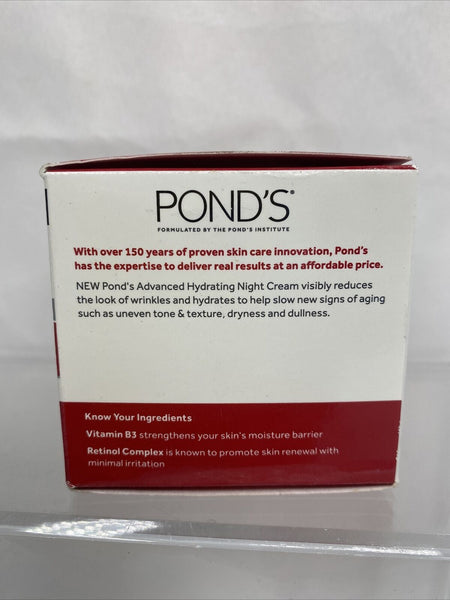 POND'S®
FORMULATED BY THE POND'S INSTITUTE
With over 150 years of proven skin care innovation, Pond's
has the expertise to deliver real results at an affordable price.
NEW Pond's Advanced Hydrating Night Cream visibly reduces
the look of wrinkles and hydrates to help slow new signs of aging
such as uneven tone & texture, dryness and dullness.
Know Your Ingredients
Vitamin B3 strengthens your skin's moisture barrier
Retinol Complex is known to promote skin renewal with
minimal irritation